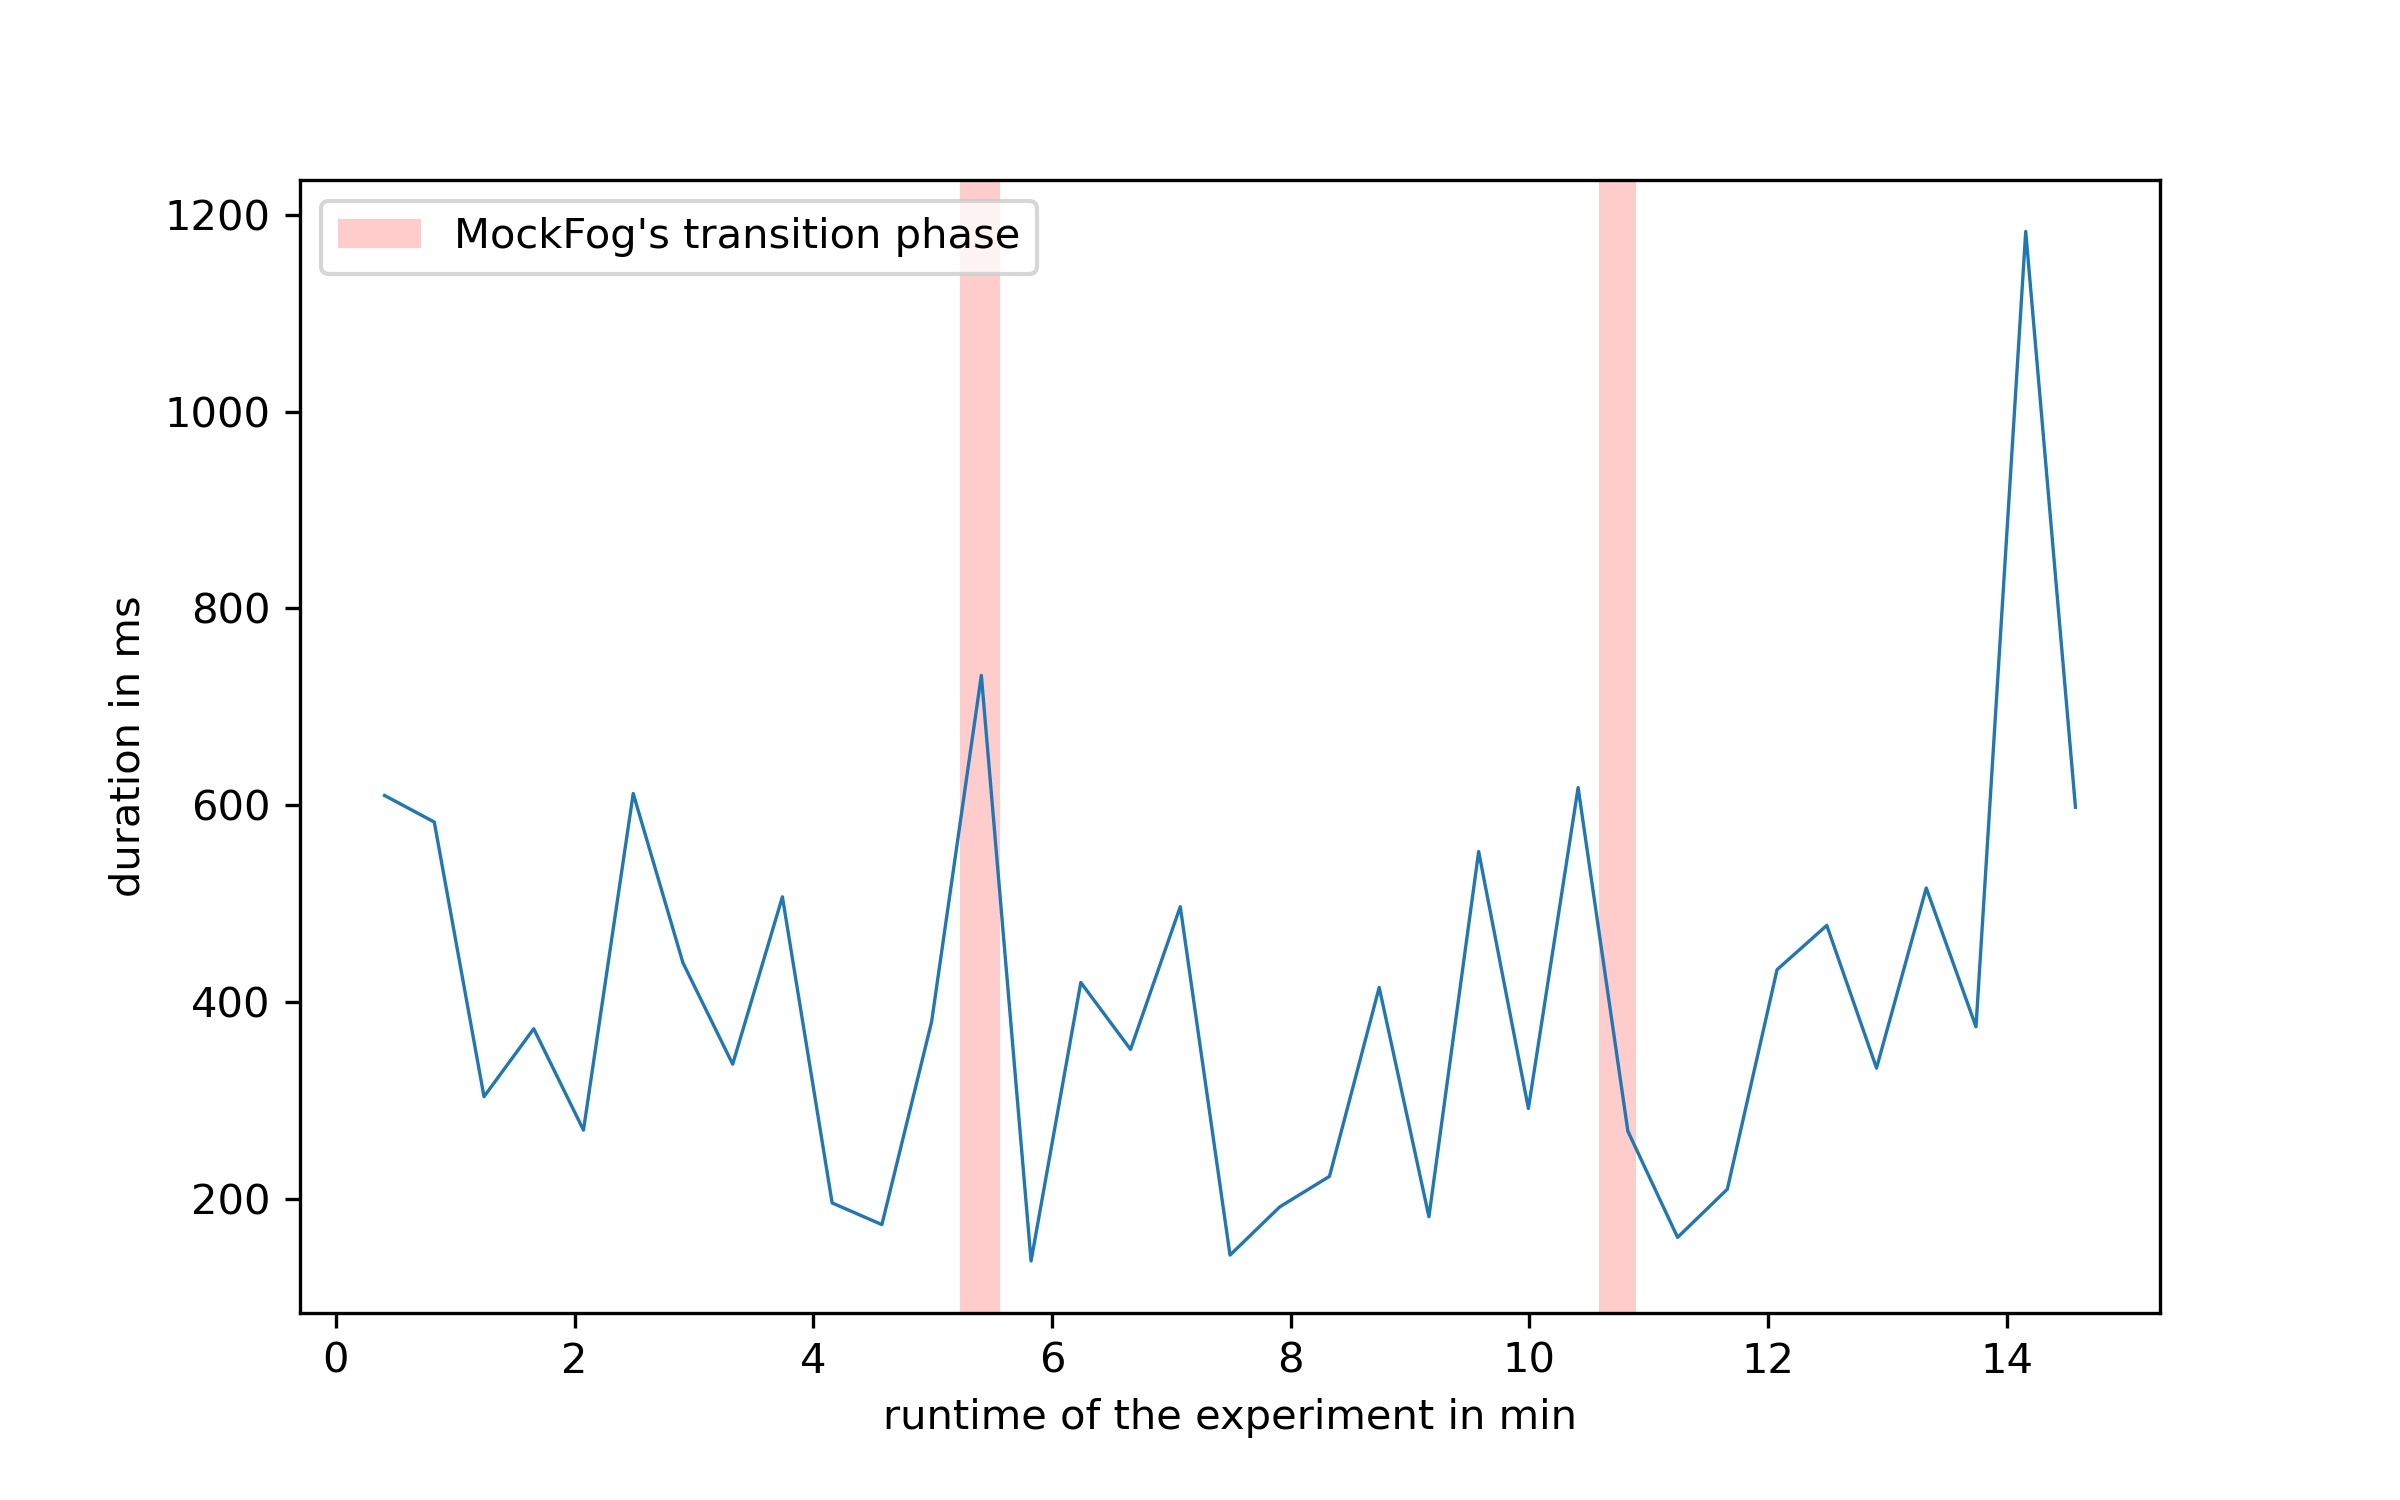 MockFog's transition phase
1200
1000
800
600
400
200
duration in ms
0 2 4 6 8 10 12 14
runtime of the experiment in min